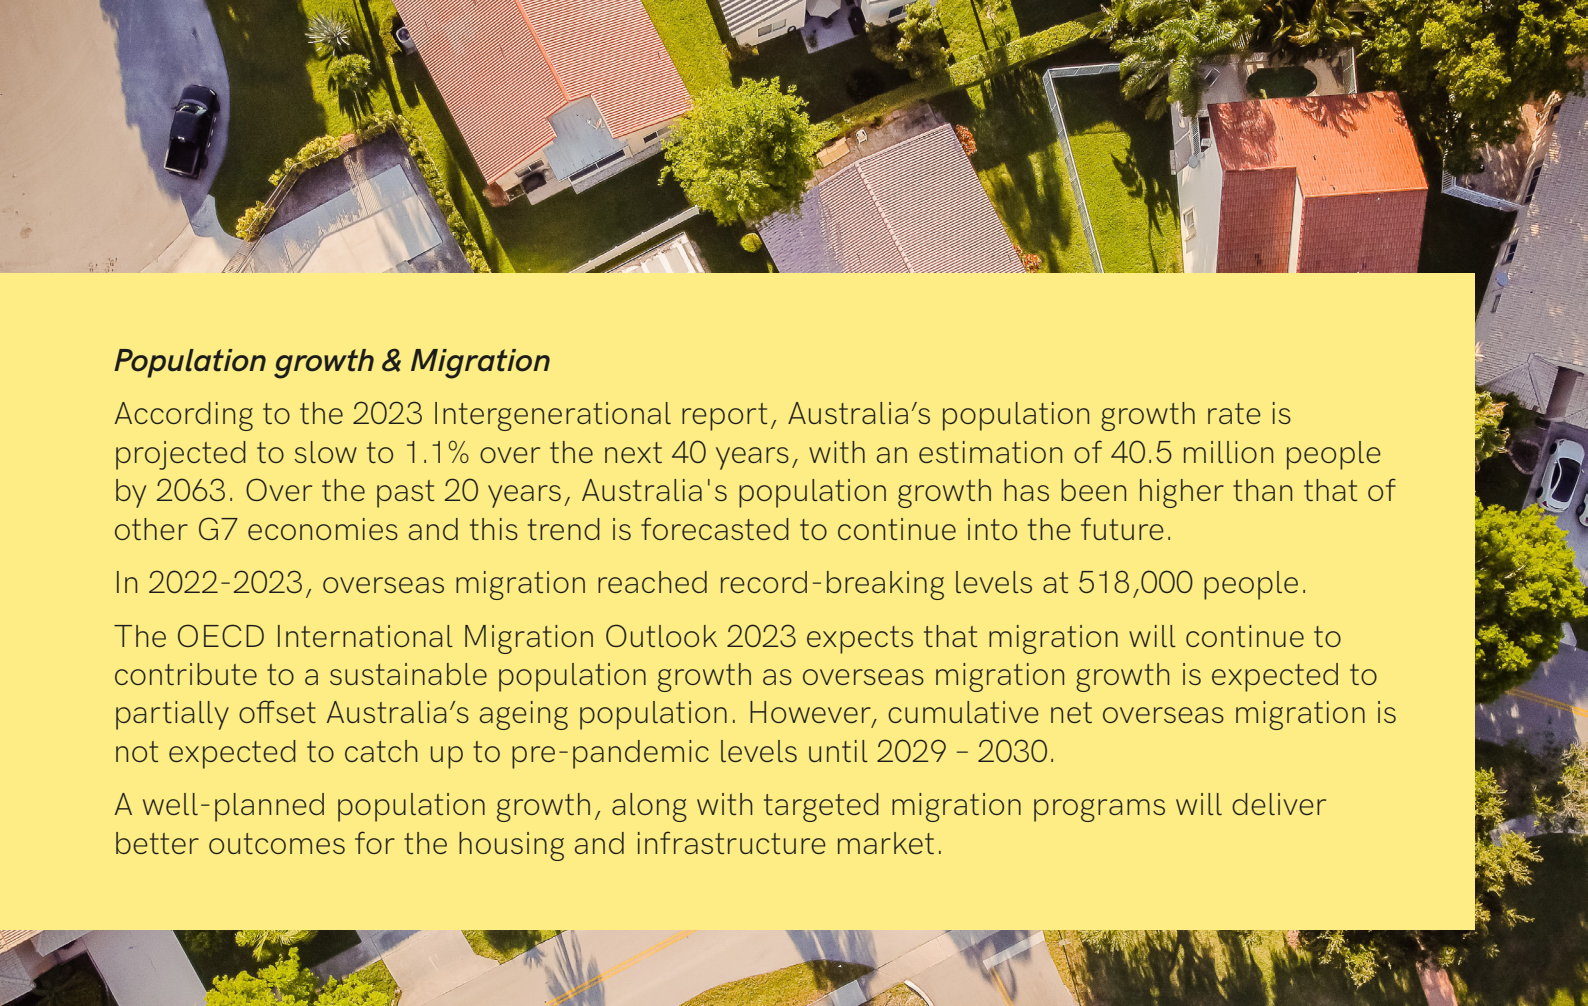 Population growth & Migration
According to the 2023 Intergenerational report, Australia’s population growth rate is
projected to slow to 1.1% over the next 40 years, with an estimation of 40.5 million people
by 2063. Over the past 20 years, Australia's population growth has been higher than that of
other G7 economies and this trend is forecasted to continue into the future.
In 2022-2023, overseas migration reached record-breaking levels at 518,000 people.
The OECD International Migration Outlook 2023 expects that migration will continue to
contribute to a sustainable population growth as overseas migration growth is expected to
partially offset Australia’s ageing population. However, cumulative net overseas migration is
not expected to catch up to pre-pandemic levels until 2029 – 2030.
A well-planned population growth, along with targeted migration programs will deliver
better outcomes for the housing and infrastructure market.